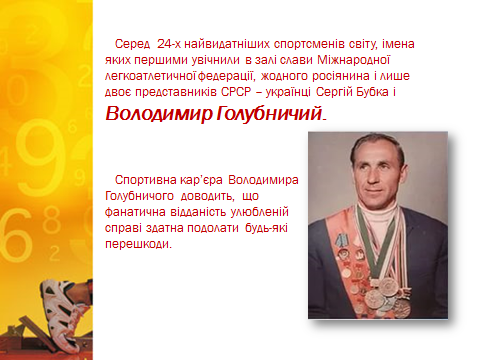 Серед 24-х найвидатніших спортсменів світу, імена
яких першими увічнили в залі слави Міжнародної
легкоатлетичної федерації, жодного росіянина і лише
двоє представників СРСР – українці Сергій Бубка і
Володимир Голубничий.
Спортивна кар'єра Володимира
Голубничого доводить, що
фанатична відданість улюбленій
справі здатна подолати будь-які
перешкоди.